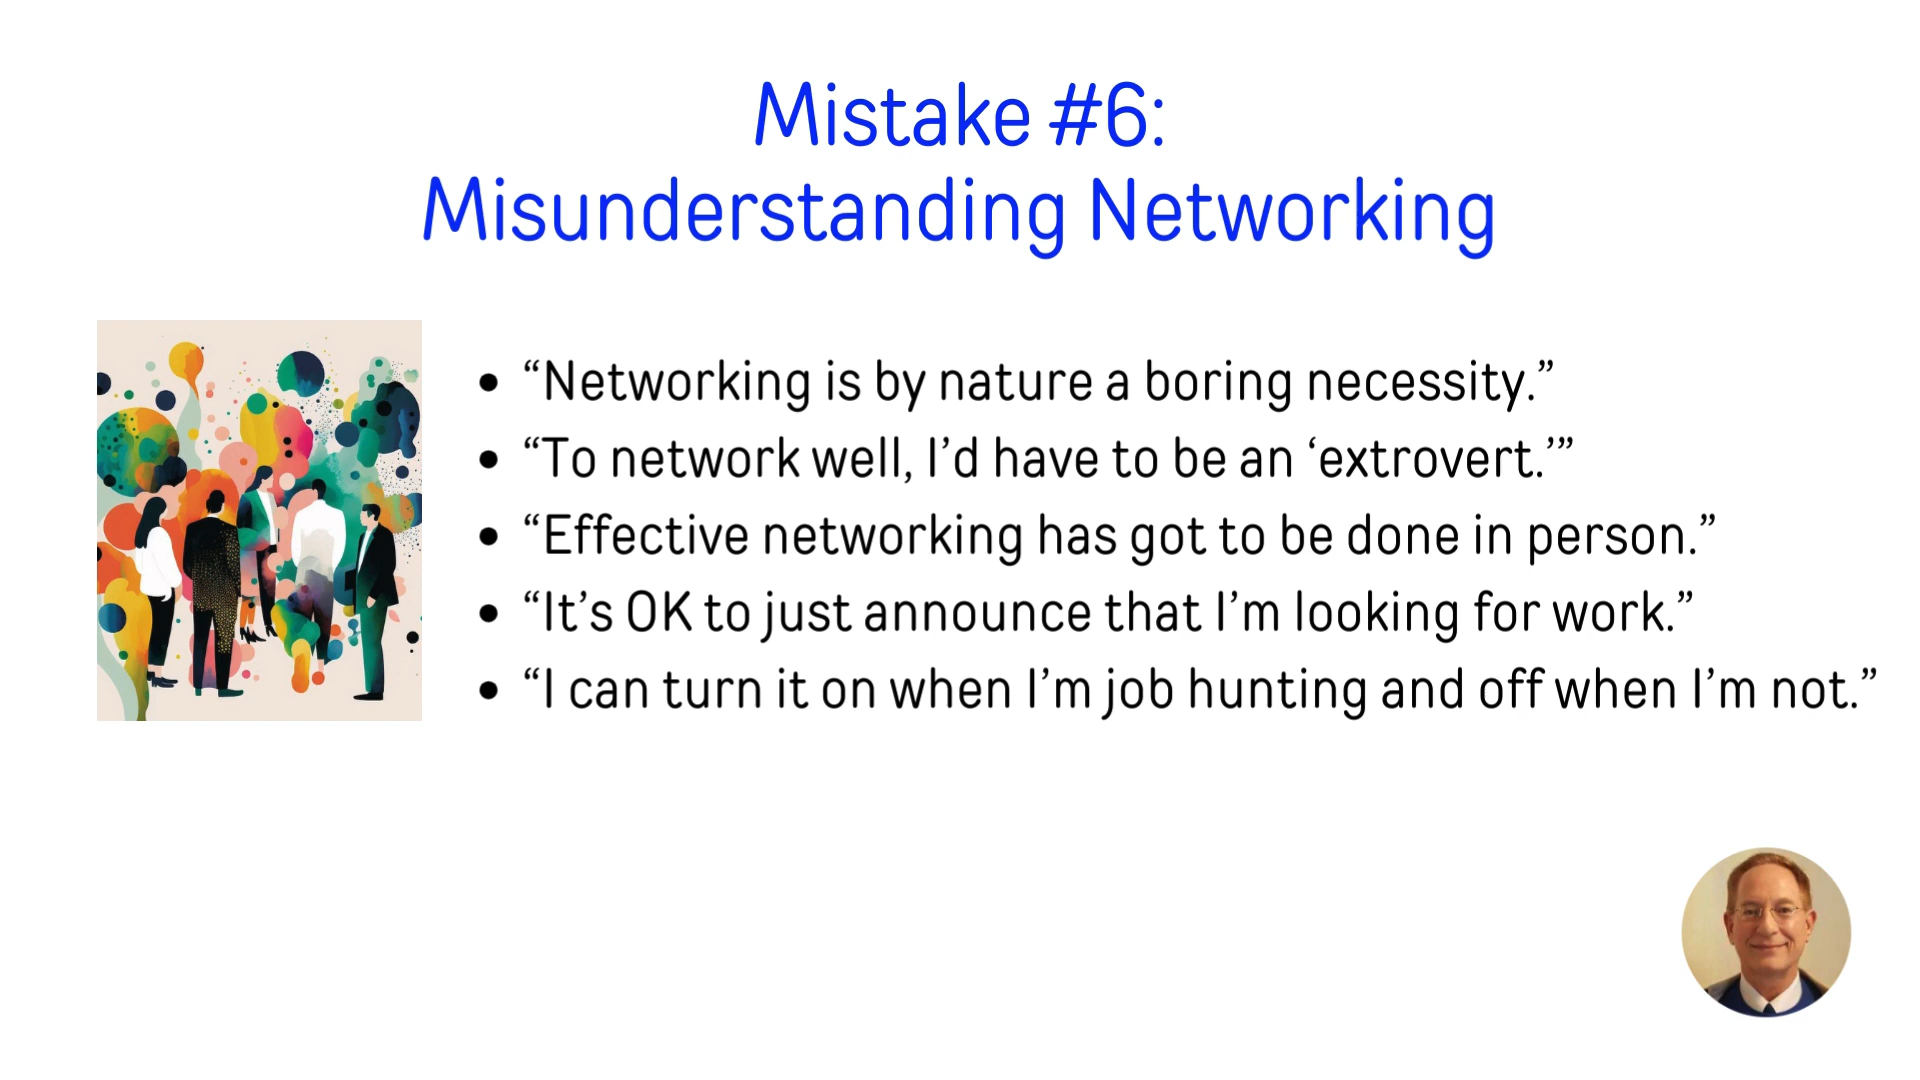 Mistake #6:
Misunderstanding Networking
• “Networking is by nature a boring necessity.”
• “To network well, I’d have to be an ‘extrovert.’”
• “Effective networking has got to be done in person.”
• “It’s OK to just announce that I’m looking for work.”
• “I can turn it on when I’m job hunting and off when I’m not.”